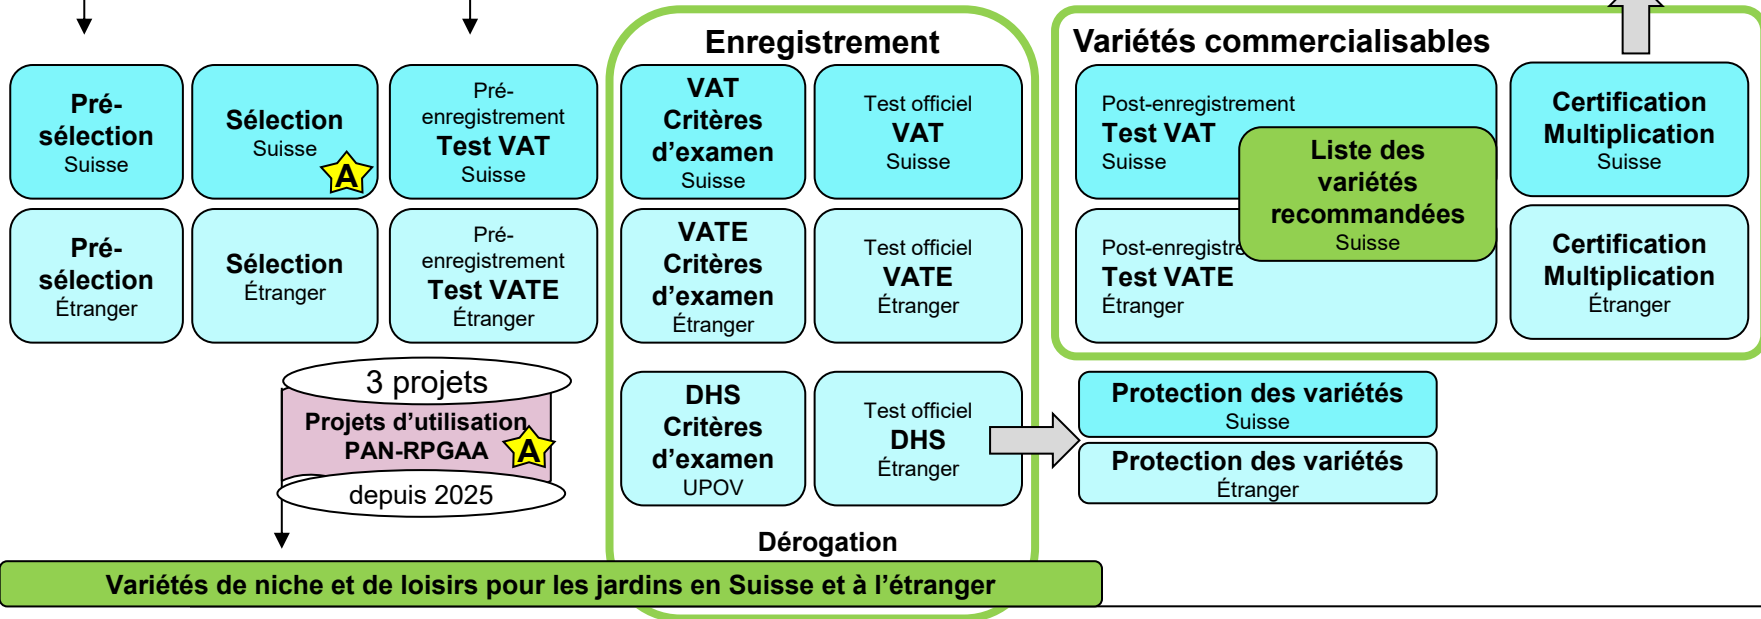 Enregistrement
Variétés commercialisables
Pré-
sélection
Suisse
Sélection
Suisse
A
Pré-
enregistrement
Test VAT
Suisse
VAT
Critères
d'examen
Suisse
Test officiel
VAT
Suisse
Post-enregistrement
Test VAT
Suisse
Liste des
variétés
recommandées
Suisse
Certification
Multiplication
Suisse
Pré-
sélection
Étranger
Sélection
Étranger
Pré-
enregistrement
Test VATE
Étranger
VATE
Critères
d'examen
Étranger
Test officiel
VATE
Étranger
Post-enregistre
Test VATE
Étranger
Certification
Multiplication
Étranger
3 projets
Projets d'utilisation
PAN-RPGAA
A
depuis 2025
DHS
Critères
d'examen
UPOV
Test officiel
DHS
Étranger
Protection des variétés
Suisse
Protection des variétés
Étranger
Dérogation
Variétés de niche et de loisirs pour les jardins en Suisse et à l'étranger